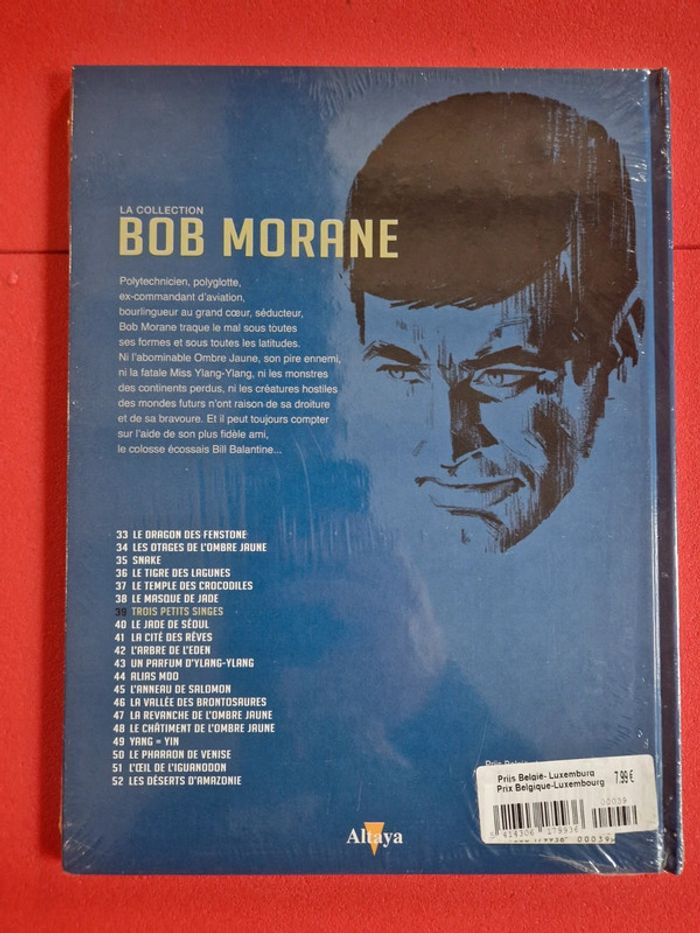 LA COLLECTION
BOB MORANE
Polytechnicien, polyglotte,
ex-commandant d'aviation,
bourlingueur au grand cœur, séducteur,
Bob Morane traque le mal sous toutes
ses formes et sous toutes les latitudes.
Ni l'abominable Ombre Jaune, son pire ennemi,
ni la fatale Miss Ylang-Ylang, ni les monstres
des continents perdus, ni les créatures hostiles
des mondes futurs n'ont raison de sa droiture
et de sa bravoure. Et il peut toujours compter
sur l'aide de son plus fidèle ami,
le colosse écossais Bill Balantine...
33 LE DRAGON DES FENSTONE
34 LES OTAGES DE L'OMBRE JAUNE
35 SNAKE
36 LE TIGRE DES LAGUNES
37 LE TEMPLE DES CROCODILES
38 LE MASQUE DE JADE
39 TROIS PETITS SINGES
40 LE JADE DE SÉOUL
41 LA CITÉ DES RÊVES
42 L'ARBRE DE L'EDEN
43 UN PARFUM D'YLANG-YLANG
44 ALIAS MDO
45 L'ANNEAU DE SALOMON
46 LA VALLÉE DES BRONTOSAURES
47 LA REVANCHE DE L'OMBRE JAUNE
48 LE CHÂTIMENT DE L'OMBRE JAUNE
49 YANG = YIN
50 LE PHARAON DE VENISE
51 L'ŒIL DE L'IGUANODON
52 LES DÉSERTS D'AMAZONIE
Prijs België- Luxemburg 7.99 €
Prix Belgique-Luxembourg
00039
5 414306 179936
00039
Altaya